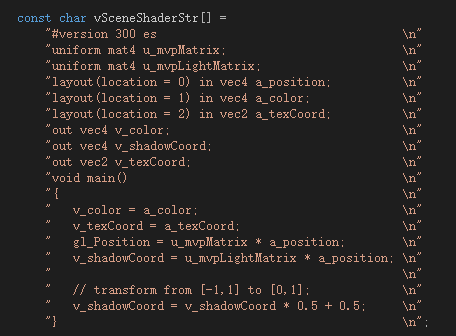 const char vSceneShaderStr[] =
"#version 300 es \n"
"uniform mat4 u_mvpMatrix; \n"
"uniform mat4 u_mvpLightMatrix; \n"
"layout(location = 0) in vec4 a_position; \n"
"layout(location = 1) in vec4 a_color; \n"
"layout(location = 2) in vec2 a_texCoord; \n"
"out vec4 v_color; \n"
"out vec4 v_shadowCoord; \n"
"out vec2 v_texCoord; \n"
"void main() \n"
"{ \n"
"   v_color = a_color; \n"
"   v_texCoord = a_texCoord; \n"
"   gl_Position = u_mvpMatrix * a_position; \n"
"   v_shadowCoord = u_mvpLightMatrix * a_position; \n"
" \n"
"   // transform from [-1,1] to [0,1]; \n"
"   v_shadowCoord = v_shadowCoord * 0.5 + 0.5; \n"
"} \n";